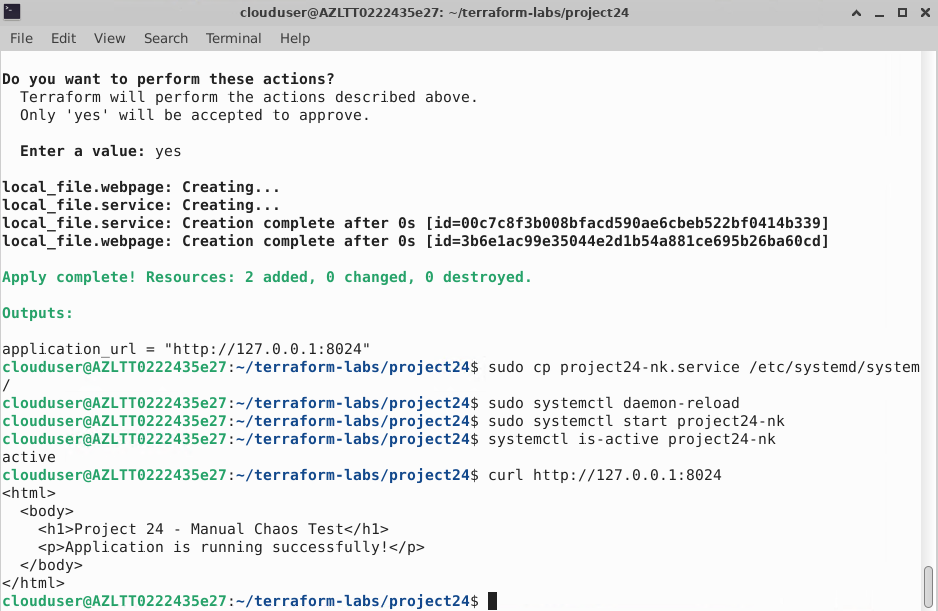 clouduser@AZLTT0222435e27: ~/terraform-labs/project24
File Edit View Search Terminal Help
Do you want to perform these actions?
  Terraform will perform the actions described above.
  Only 'yes' will be accepted to approve.

  Enter a value: yes

local_file.webpage: Creating...
local_file.service: Creating...
local_file.service: Creation complete after 0s [id=00c7c8f3b008bfacd590ae6cbeb522bf0414b339]
local_file.webpage: Creation complete after 0s [id=3b6e1ac99e35044e2d1b54a881ce695b26ba60cd]

Apply complete! Resources: 2 added, 0 changed, 0 destroyed.

Outputs:

application_url = "http://127.0.0.1:8024"
clouduser@AZLTT0222435e27:~/terraform-labs/project24$ sudo cp project24-nk.service /etc/systemd/system
/
clouduser@AZLTT0222435e27:~/terraform-labs/project24$ sudo systemctl daemon-reload
clouduser@AZLTT0222435e27:~/terraform-labs/project24$ sudo systemctl start project24-nk
clouduser@AZLTT0222435e27:~/terraform-labs/project24$ systemctl is-active project24-nk
active
clouduser@AZLTT0222435e27:~/terraform-labs/project24$ curl http://127.0.0.1:8024
<html>
  <body>
    <h1>Project 24 - Manual Chaos Test</h1>
    <p>Application is running successfully!</p>
  </body>
</html>
clouduser@AZLTT0222435e27:~/terraform-labs/project24$